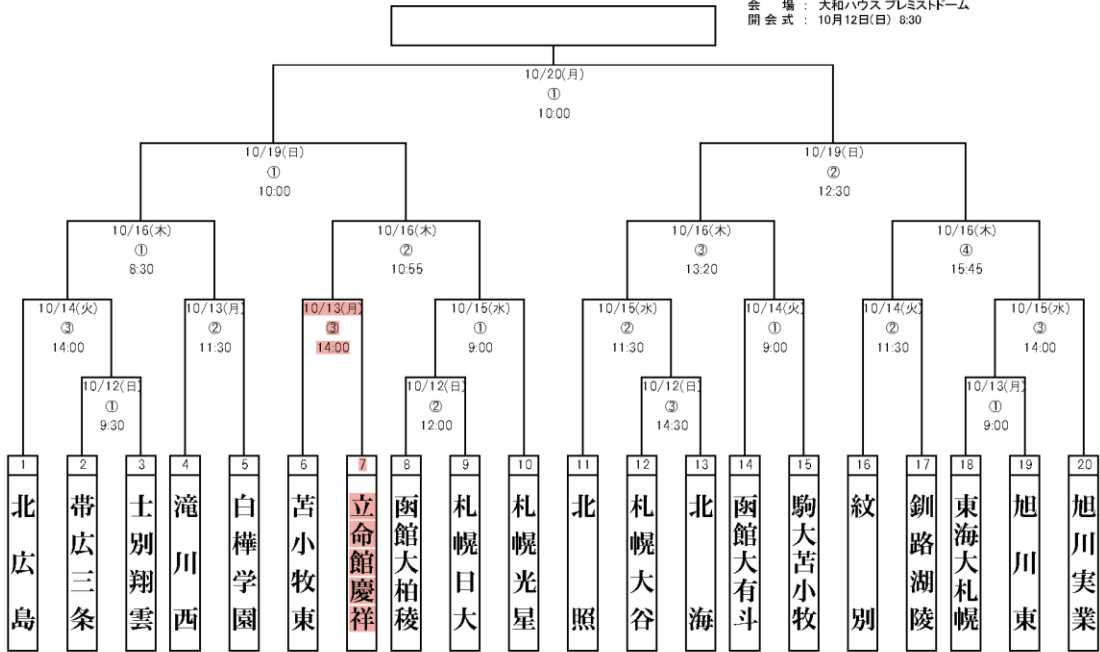 会　場 : 大和ハウス プレミストドーム
開会式 : 10月12日(日) 8:30
10/20(月)
①
10:00
10/19(日)
①
10:00
10/19(日)
②
12:30
10/16(木)
①
8:30
10/16(木)
②
10:55
10/16(木)
③
13:20
10/16(木)
④
15:45
10/14(火)
③
14:00
10/13(月)
②
11:30
10/13(月)
③
14:00
10/15(水)
①
9:00
10/15(水)
②
11:30
10/14(火)
①
9:00
10/14(火)
②
11:30
10/15(水)
③
14:00
10/12(日)
①
9:30
10/12(日)
②
12:00
10/12(日)
③
14:30
10/13(月)
①
9:00
1
北広島
2
帯広三条
3
士別翔雲
4
滝川西
5
白樺学園
6
苫小牧東
7
立命館慶祥
8
函館大柏稜
9
札幌日大
10
札幌光星
11
北照
12
札幌大谷
13
北海
14
函館大有斗
15
駒大苫小牧
16
紋別
17
釧路湖陵
18
東海大札幌
19
旭川東
20
旭川実業